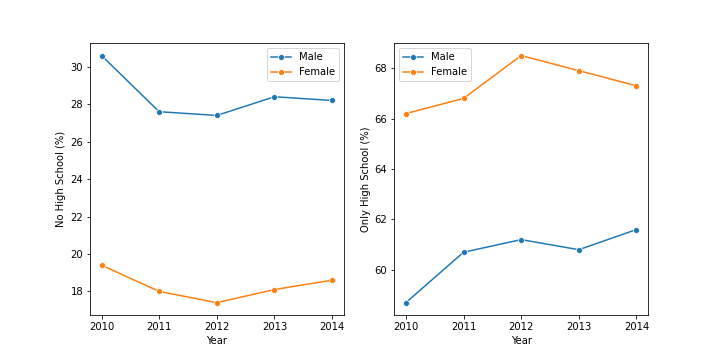 No High School (%)
30
28
26
24
22
20
18
Male
Female
2010 2011 2012 2013 2014
Year
Only High School (%)
68
66
64
62
60
Male
Female
2010 2011 2012 2013 2014
Year